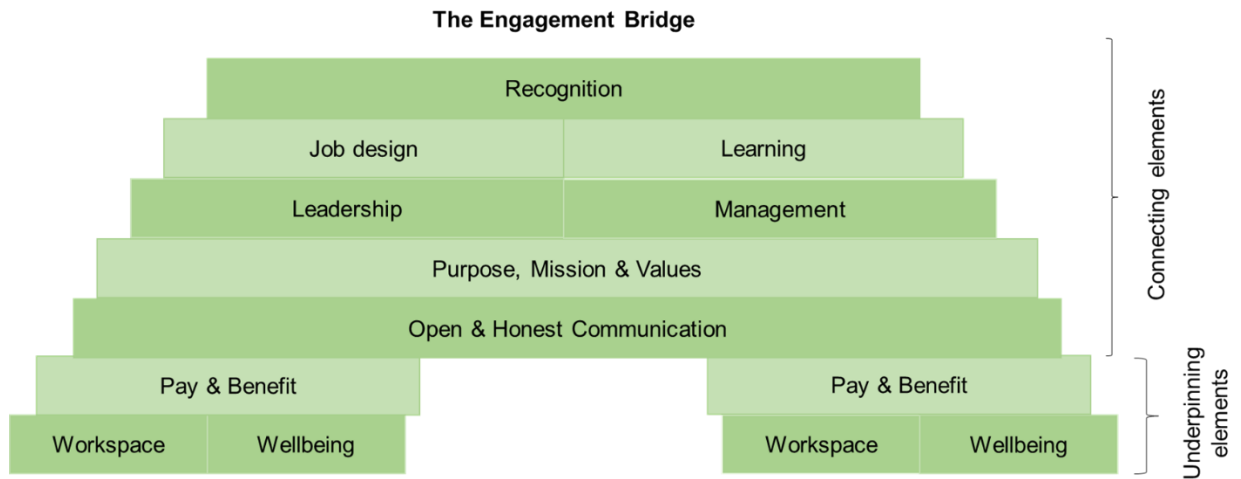 The Engagement Bridge
Recognition
Job design
Learning
Leadership
Management
Purpose, Mission & Values
Open & Honest Communication
Connecting elements
Pay & Benefit
Pay & Benefit
Workspace
Wellbeing
Workspace
Wellbeing
Underpinning
elements